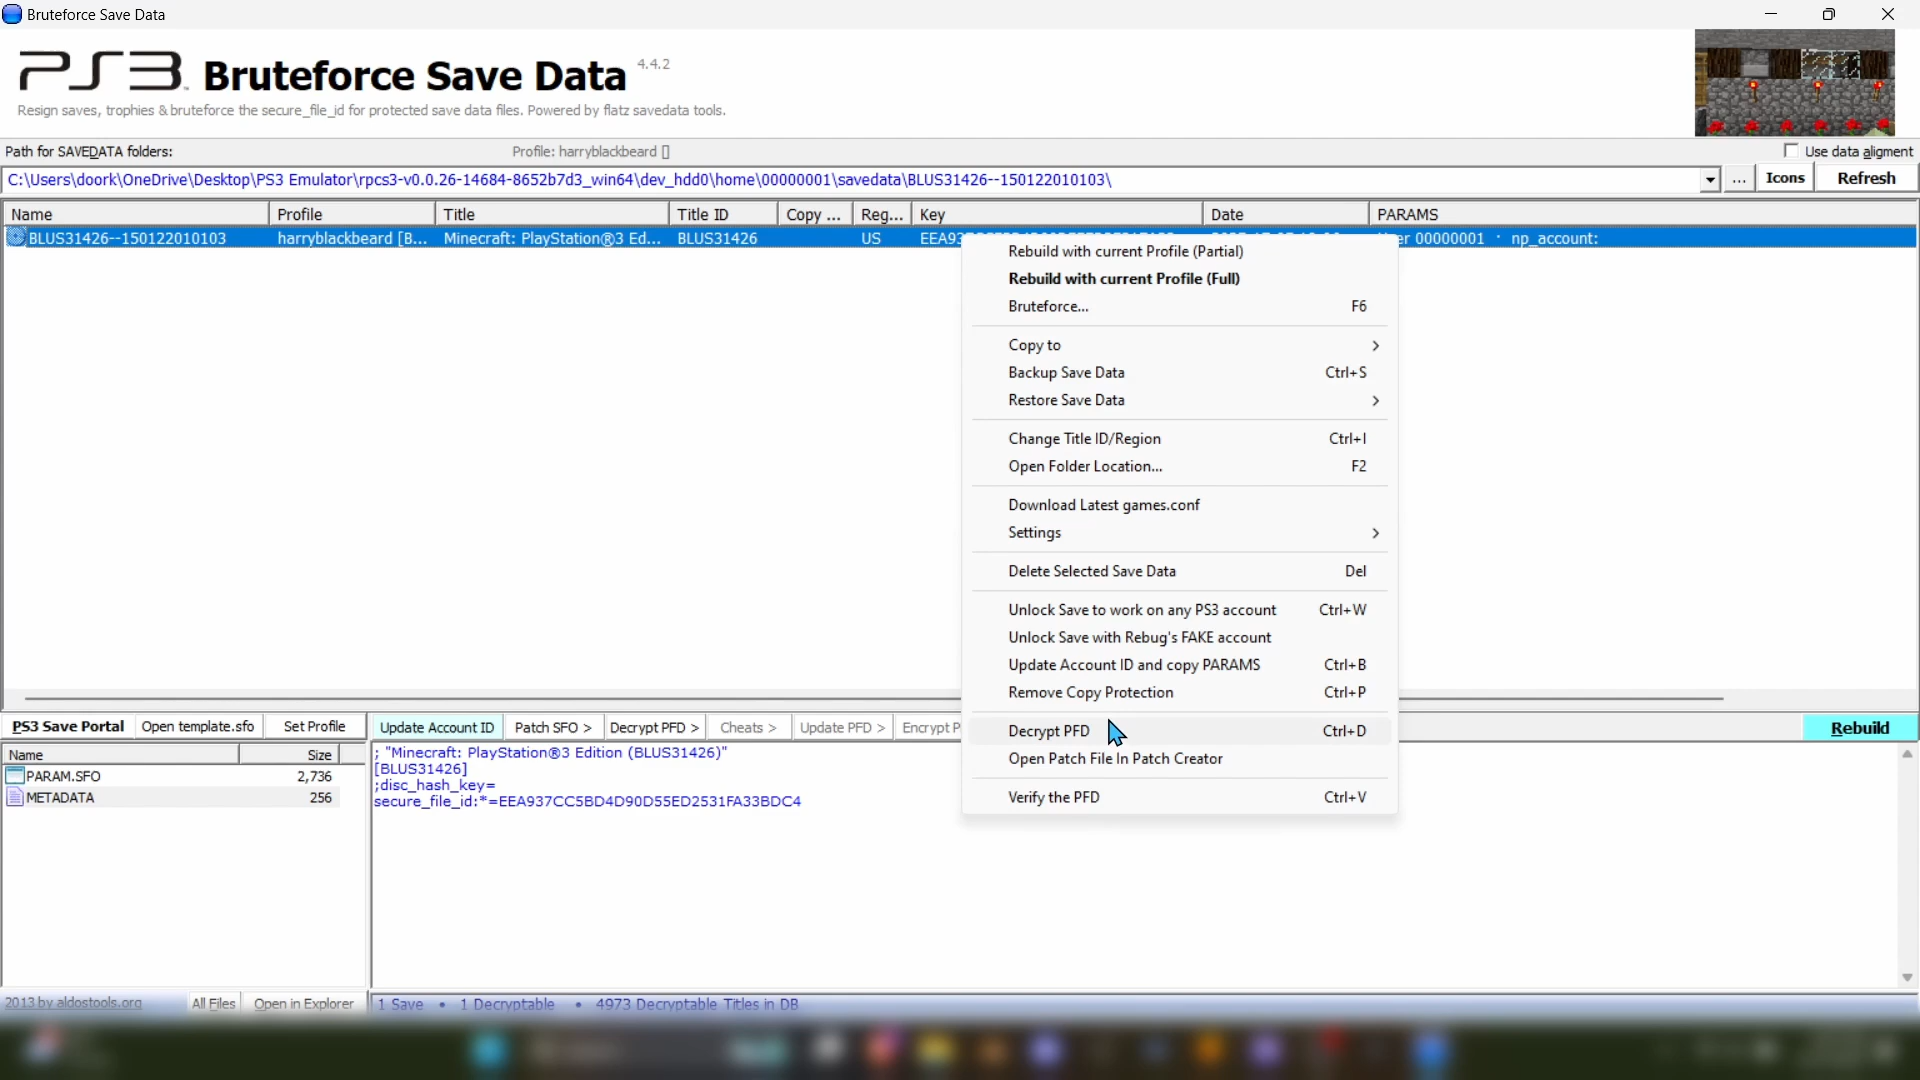 Bruteforce Save Data
PS3 Bruteforce Save Data 4.4.2
Resign saves, trophies & bruteforce the secure_file_id for protected save data files. Powered by flatz savedata tools.
Path for SAVEDATA folders: Profile: harryblackbeard [] Use data aligment
C:\Users\doork\OneDrive\Desktop\PS3 Emulator\rpcs3-v0.0.26-14684-8652b7d3_win64\dev_hdd0\home\00000001\savedata\BLUS31426--150122010103\ ... Icons Refresh
Name Profile Title Title ID Copy ... Reg... Key Date PARAMS
BLUS31426--150122010103 harryblackbeard [B... Minecraft: PlayStation®3 Ed... BLUS31426 US 00000001 · np_account:
Rebuild with current Profile (Partial)
Rebuild with current Profile (Full)
Bruteforce... F6
Copy to >
Backup Save Data Ctrl+S
Restore Save Data >
Change Title ID/Region Ctrl+I
Open Folder Location... F2
Download Latest games.conf
Settings >
Delete Selected Save Data Del
Unlock Save to work on any PS3 account Ctrl+W
Unlock Save with Rebug's FAKE account
Update Account ID and copy PARAMS Ctrl+B
Remove Copy Protection Ctrl+P
Decrypt PFD Ctrl+D
Open Patch File In Patch Creator
Verify the PFD Ctrl+V
PS3 Save Portal Open template.sfo Set Profile Update Account ID Patch SFO > Decrypt PFD > Cheats > Update PFD > Encrypt P Rebuild
Name Size
PARAM.SFO 2,736
METADATA 256
; "Minecraft: PlayStation®3 Edition (BLUS31426)"
[BLUS31426]
;disc_hash_key=
secure_file_id:*=EEA937CC5BD4D90D55ED2531FA33BDC4
2013 by aldostools.org All Files Open in Explorer 1 Save • 1 Decryptable • 4973 Decryptable Titles in DB